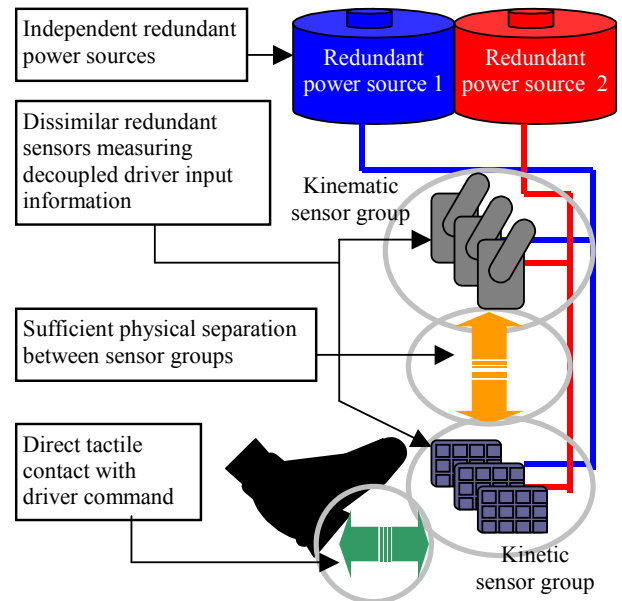 Independent redundant
power sources
Redundant
power source 1
Redundant
power source 2
Dissimilar redundant
sensors measuring
decoupled driver input
information
Kinematic
sensor group
Sufficient physical separation
between sensor groups
Direct tactile
contact with
driver command
Kinetic
sensor group